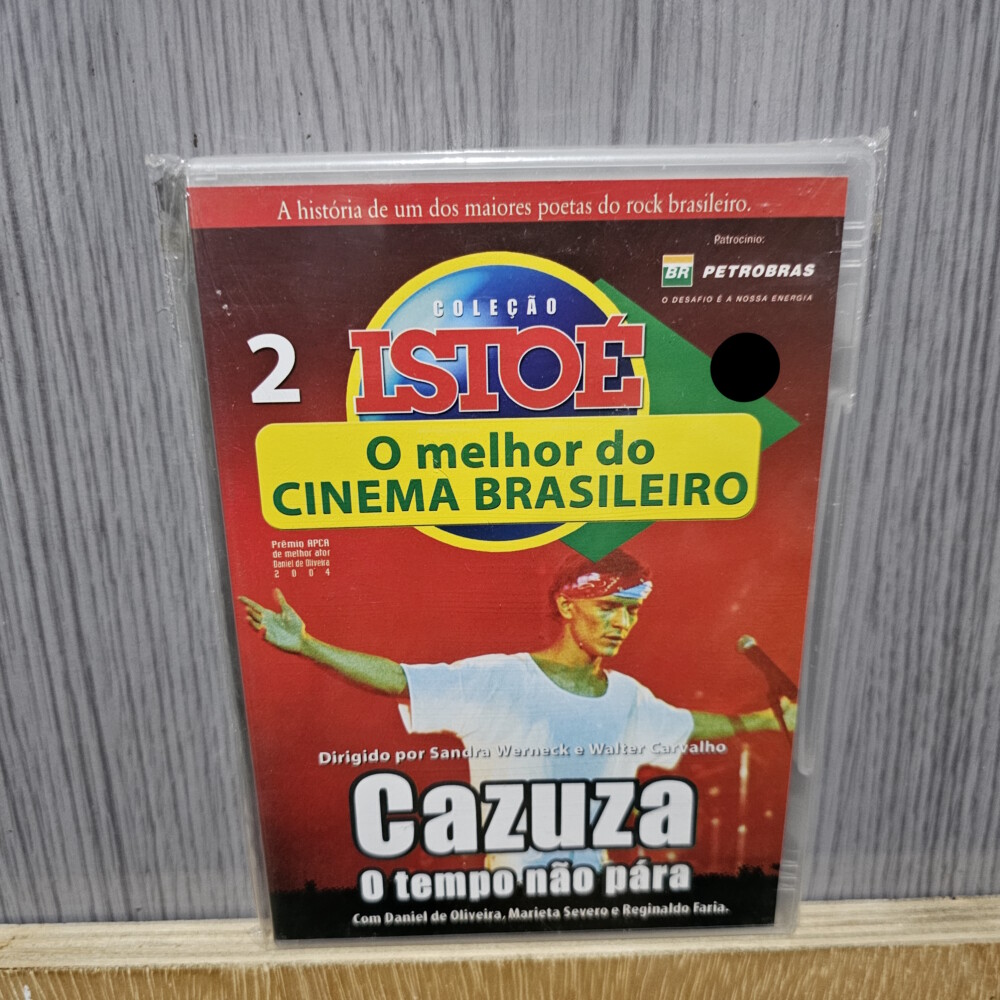 A história de um dos maiores poetas do rock brasileiro.
Patrocínio:
BR PETROBRAS
O DESAFIO É A NOSSA ENERGIA
COLEÇÃO
2
ISTOÉ
O melhor do
CINEMA BRASILEIRO
Prêmio APCA
de melhor ator
Daniel de Oliveira
2004
Dirigido por Sandra Werneck e Walter Carvalho
Cazuza
O tempo não pára
Com Daniel de Oliveira, Marieta Severo e Reginaldo Faria.